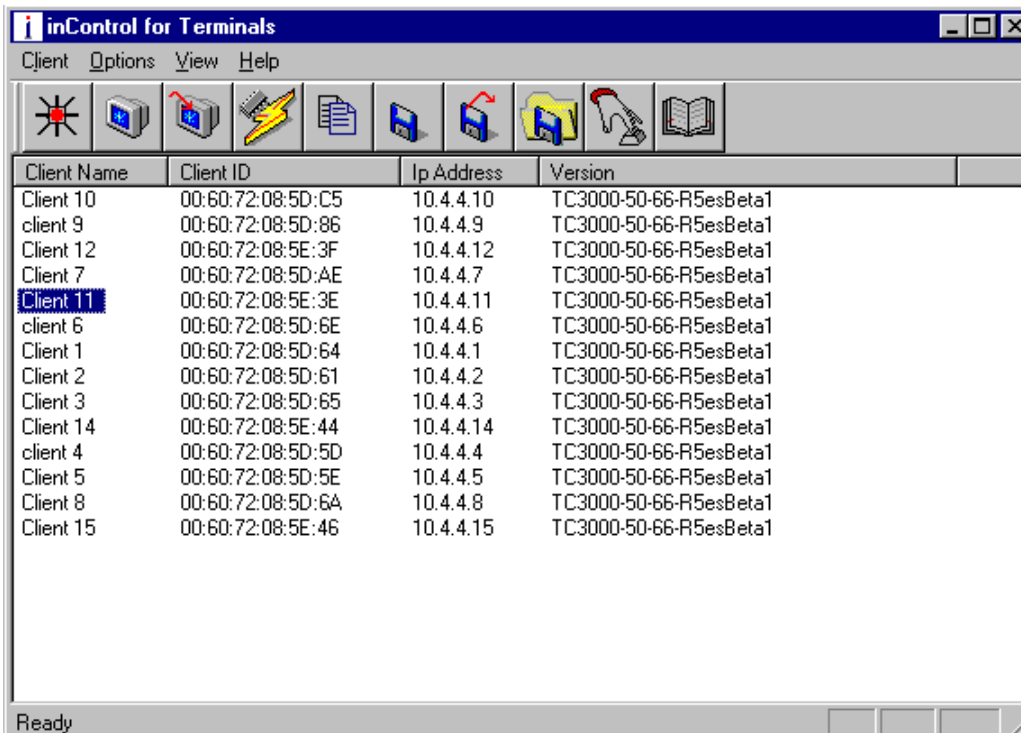 inControl for Terminals
Client Options View Help
Client Name Client ID Ip Address Version
Client 10 00:60:72:08:5D:C5 10.4.4.10 TC3000-50-66-R5esBeta1
client 9 00:60:72:08:5D:86 10.4.4.9 TC3000-50-66-R5esBeta1
Client 12 00:60:72:08:5E:3F 10.4.4.12 TC3000-50-66-R5esBeta1
Client 7 00:60:72:08:5D:AE 10.4.4.7 TC3000-50-66-R5esBeta1
Client 11 00:60:72:08:5E:3E 10.4.4.11 TC3000-50-66-R5esBeta1
client 6 00:60:72:08:5D:6E 10.4.4.6 TC3000-50-66-R5esBeta1
Client 1 00:60:72:08:5D:64 10.4.4.1 TC3000-50-66-R5esBeta1
Client 2 00:60:72:08:5D:61 10.4.4.2 TC3000-50-66-R5esBeta1
Client 3 00:60:72:08:5D:65 10.4.4.3 TC3000-50-66-R5esBeta1
Client 14 00:60:72:08:5E:44 10.4.4.14 TC3000-50-66-R5esBeta1
client 4 00:60:72:08:5D:5D 10.4.4.4 TC3000-50-66-R5esBeta1
Client 5 00:60:72:08:5D:5E 10.4.4.5 TC3000-50-66-R5esBeta1
Client 8 00:60:72:08:5D:6A 10.4.4.8 TC3000-50-66-R5esBeta1
Client 15 00:60:72:08:5E:46 10.4.4.15 TC3000-50-66-R5esBeta1
Ready